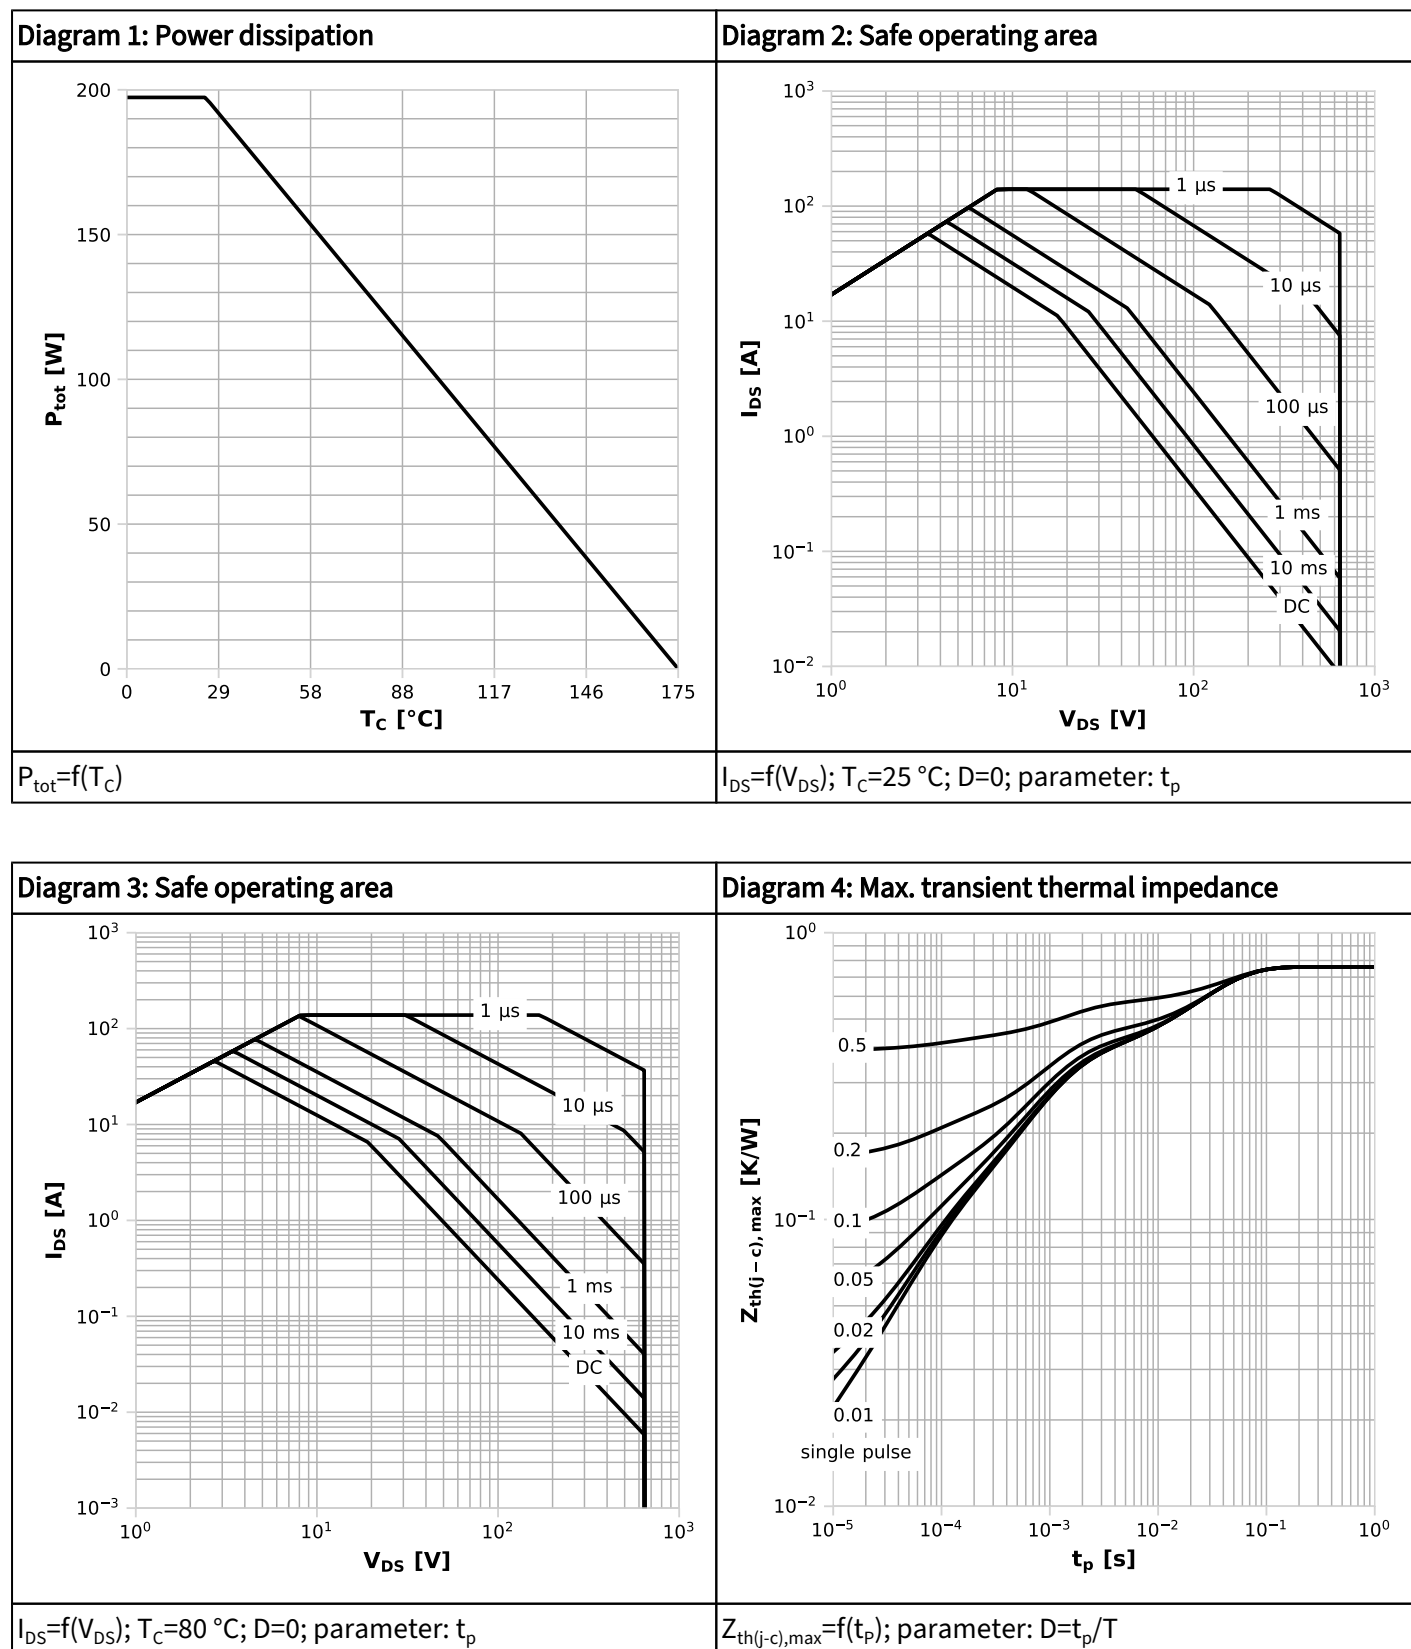 Diagram 1: Power dissipation
Diagram 2: Safe operating area
200
150
100
50
0
P_tot [W]
0 29 58 88 117 146 175
T_C [°C]
10³
10²
10¹
10⁰
10⁻¹
10⁻²
I_DS [A]
1 µs
10 µs
100 µs
1 ms
10 ms
DC
10⁰ 10¹ 10² 10³
V_DS [V]
P_tot=f(T_C)
I_DS=f(V_DS); T_C=25 °C; D=0; parameter: t_p
Diagram 3: Safe operating area
Diagram 4: Max. transient thermal impedance
10³
10²
10¹
10⁰
10⁻¹
10⁻²
10⁻³
I_DS [A]
1 µs
10 µs
100 µs
1 ms
10 ms
DC
10⁰ 10¹ 10² 10³
V_DS [V]
10⁰
10⁻¹
10⁻²
Z_th(j−c),max [K/W]
0.5
0.2
0.1
0.05
0.02
0.01
single pulse
10⁻⁵ 10⁻⁴ 10⁻³ 10⁻² 10⁻¹ 10⁰
t_p [s]
I_DS=f(V_DS); T_C=80 °C; D=0; parameter: t_p
Z_th(j-c),max=f(t_P); parameter: D=t_p/T